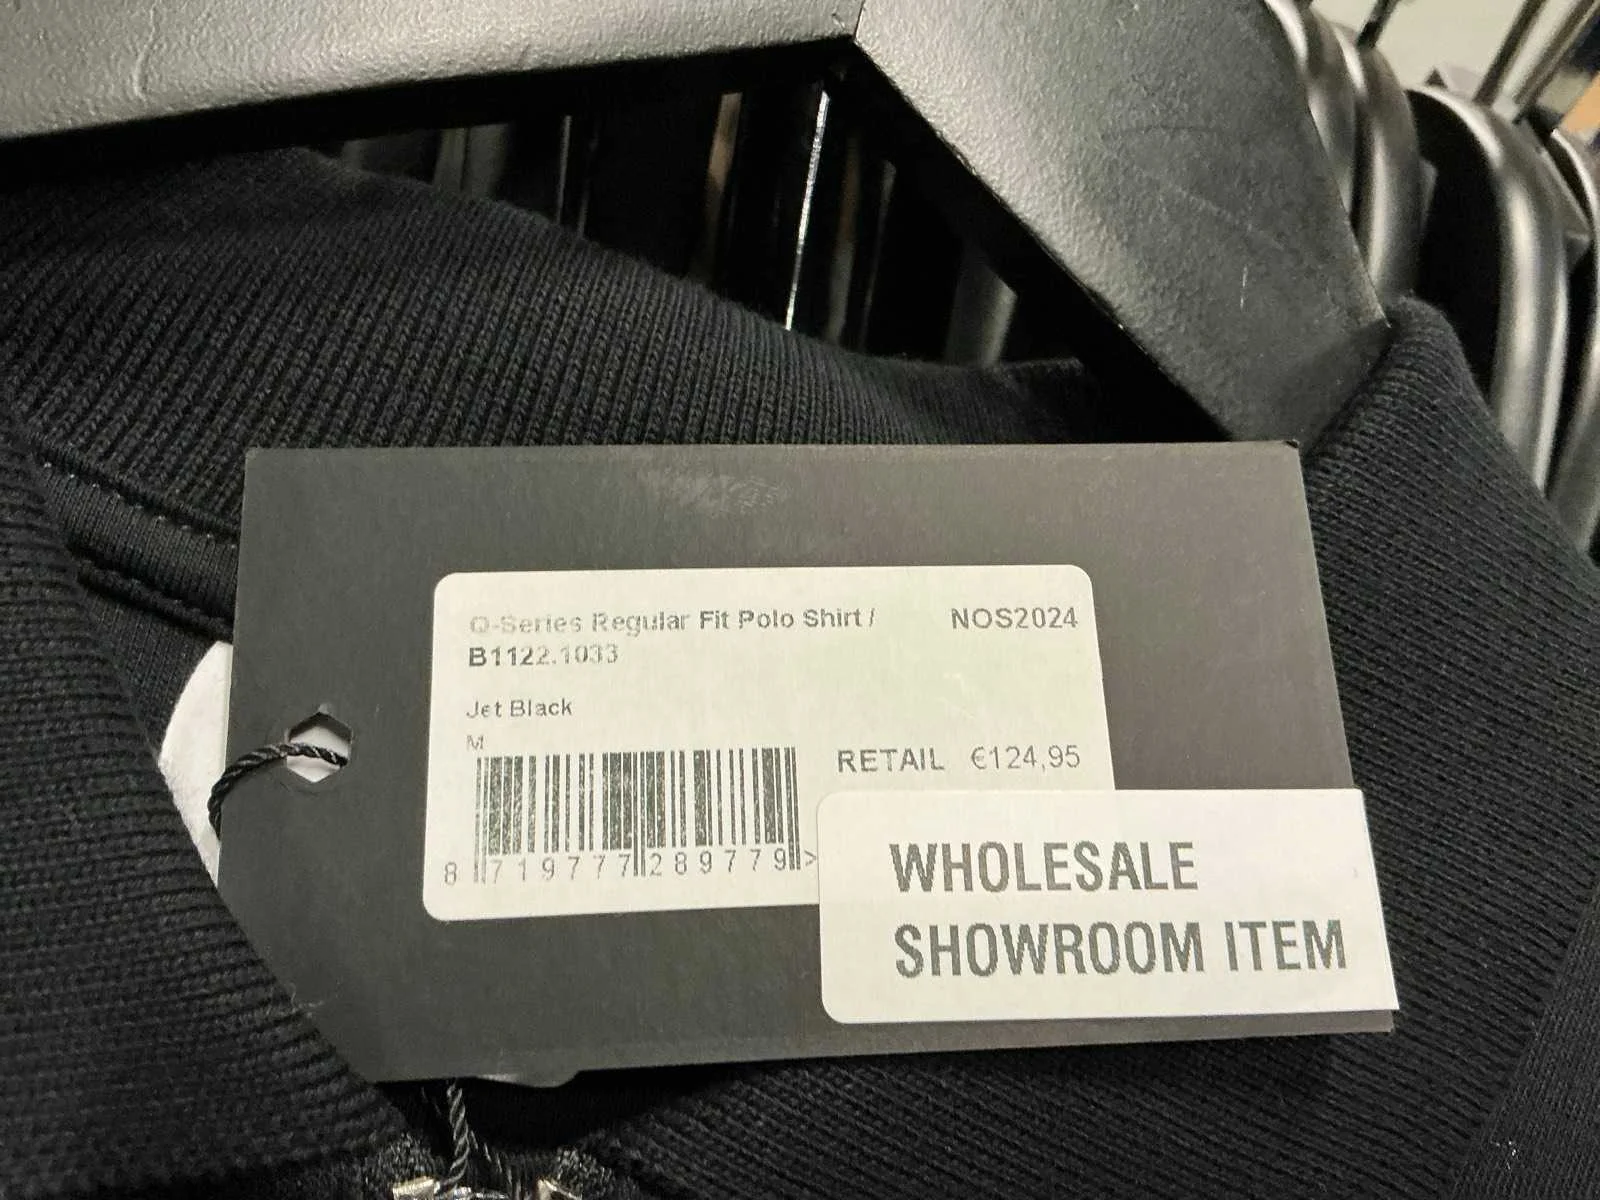 Q-Series Regular Fit Polo Shirt / NOS2024
B1122.1033
Jet Black
M
RETAIL €124,95
8 719777 289779 >
WHOLESALE
SHOWROOM ITEM